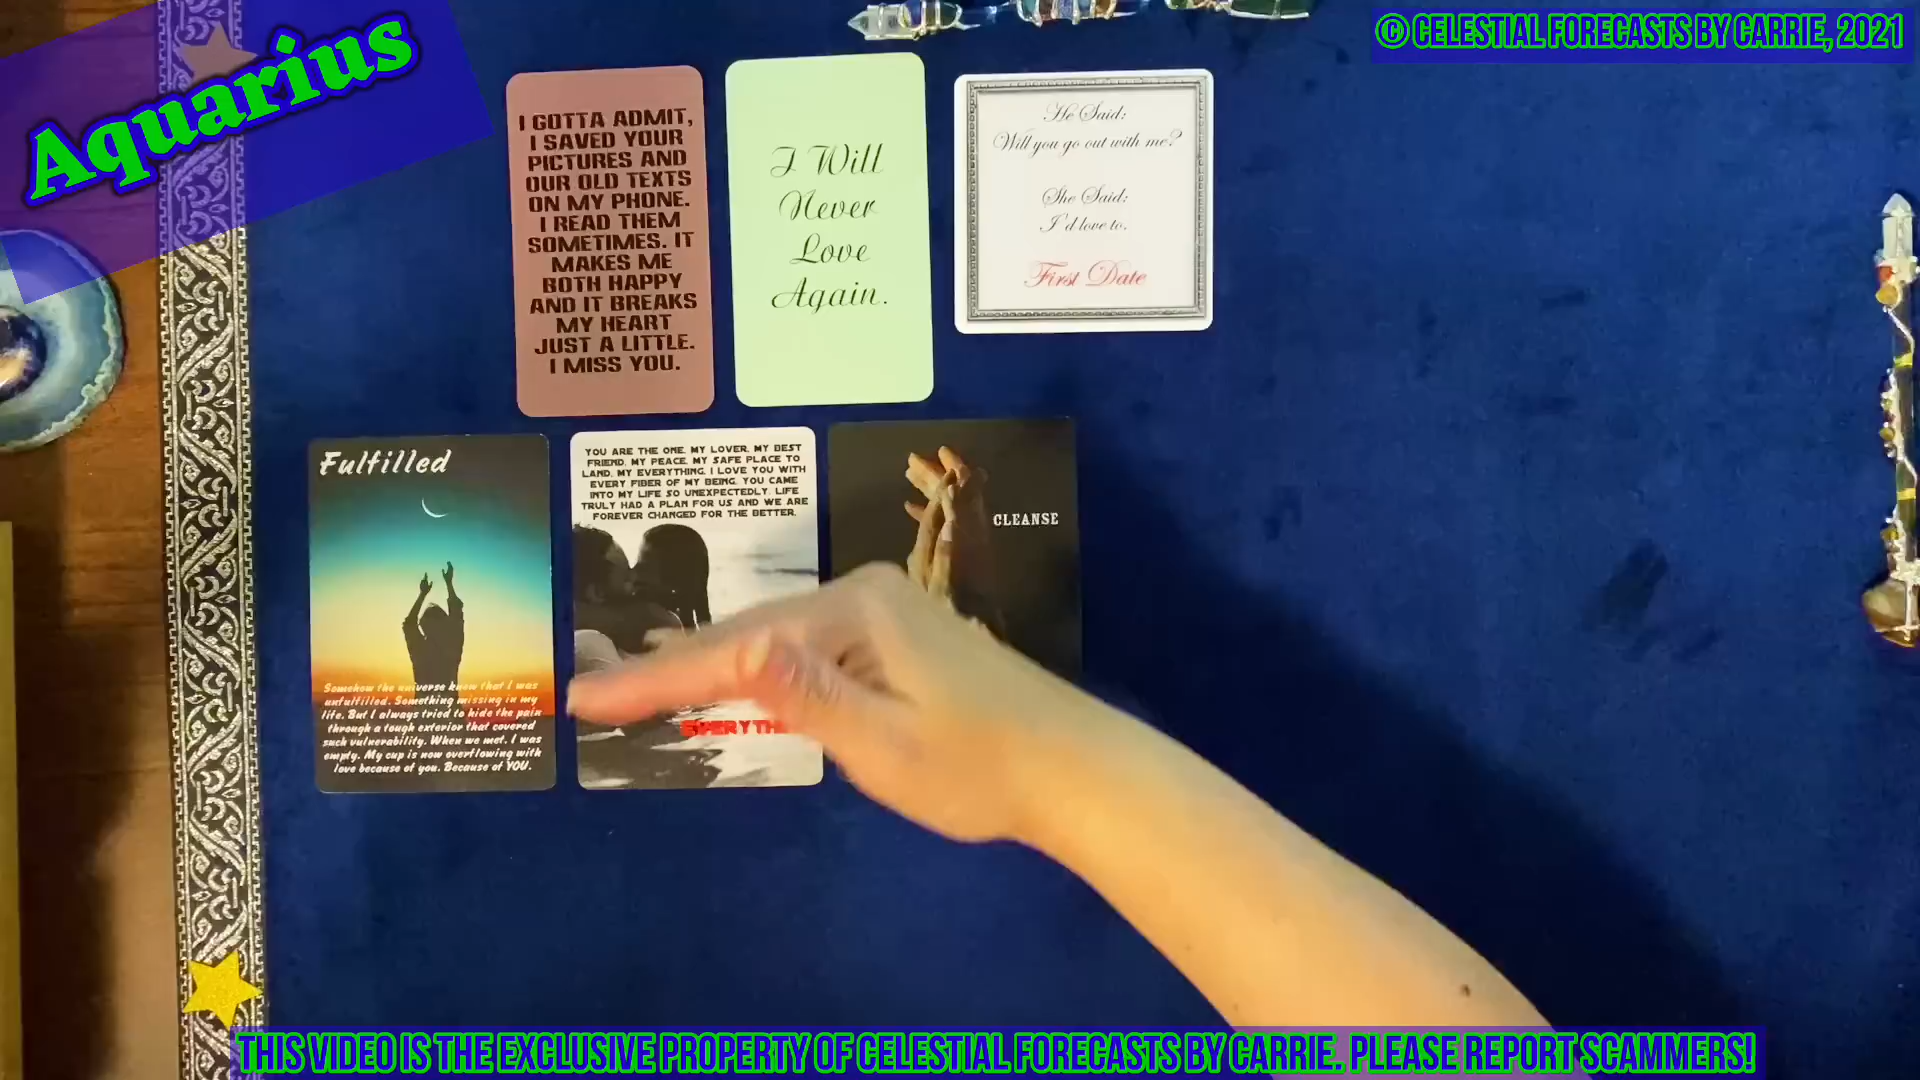 Aquarius
© CELESTIAL FORECASTS BY CARRIE, 2021
I GOTTA ADMIT,
I SAVED YOUR
PICTURES AND
OUR OLD TEXTS
ON MY PHONE.
I READ THEM
SOMETIMES. IT
MAKES ME
BOTH HAPPY
AND IT BREAKS
MY HEART
JUST A LITTLE.
I MISS YOU.
I Will
Never
Love
Again.
He Said:
Will you go out with me?
She Said:
I'd love to.
First Date
Fulfilled
Somehow the universe knew that I was
unfulfilled. Something missing in my
life. But I always tried to hide the pain
through a tough exterior that covered
such vulnerability. When we met, I was
empty. My cup is now overflowing with
love because of you. Because of YOU.
YOU ARE THE ONE. MY LOVER. MY BEST
FRIEND. MY PEACE. MY SAFE PLACE TO
LAND. MY EVERYTHING. I LOVE YOU WITH
EVERY FIBER OF MY BEING. YOU CAME
INTO MY LIFE SO UNEXPECTEDLY. LIFE
TRULY HAD A PLAN FOR US AND WE ARE
FOREVER CHANGED FOR THE BETTER.
EVERYTHI
CLEANSE
THIS VIDEO IS THE EXCLUSIVE PROPERTY OF CELESTIAL FORECASTS BY CARRIE. PLEASE REPORT SCAMMERS!